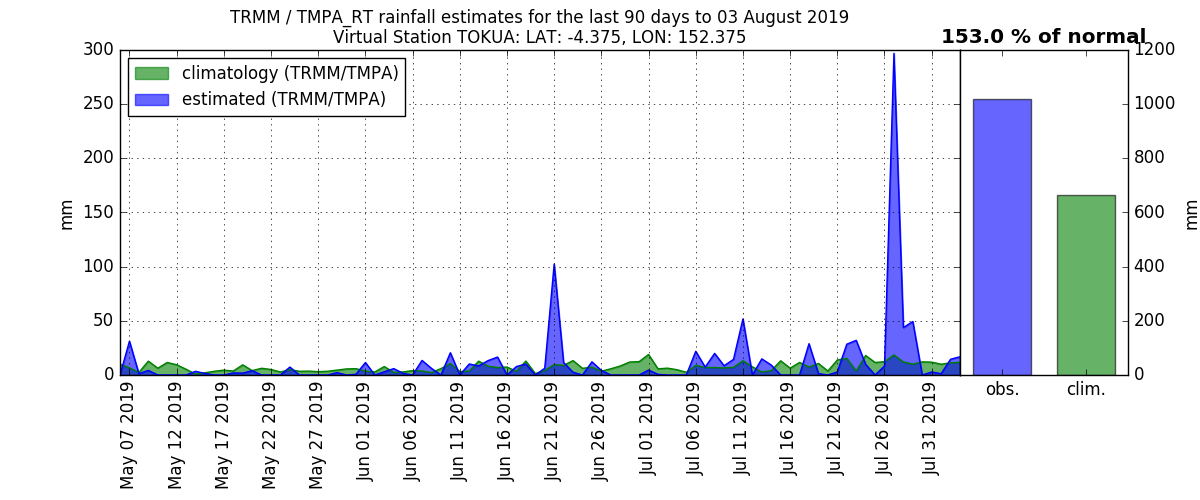 TRMM / TMPA_RT rainfall estimates for the last 90 days to 03 August 2019
Virtual Station TOKUA: LAT: -4.375, LON: 152.375
153.0 % of normal
climatology (TRMM/TMPA)
estimated (TRMM/TMPA)
mm
300
250
200
150
100
50
0
May 07 2019
May 12 2019
May 17 2019
May 22 2019
May 27 2019
Jun 01 2019
Jun 06 2019
Jun 11 2019
Jun 16 2019
Jun 21 2019
Jun 26 2019
Jul 01 2019
Jul 06 2019
Jul 11 2019
Jul 16 2019
Jul 21 2019
Jul 26 2019
Jul 31 2019
1200
1000
800
600
400
200
0
mm
obs.
clim.